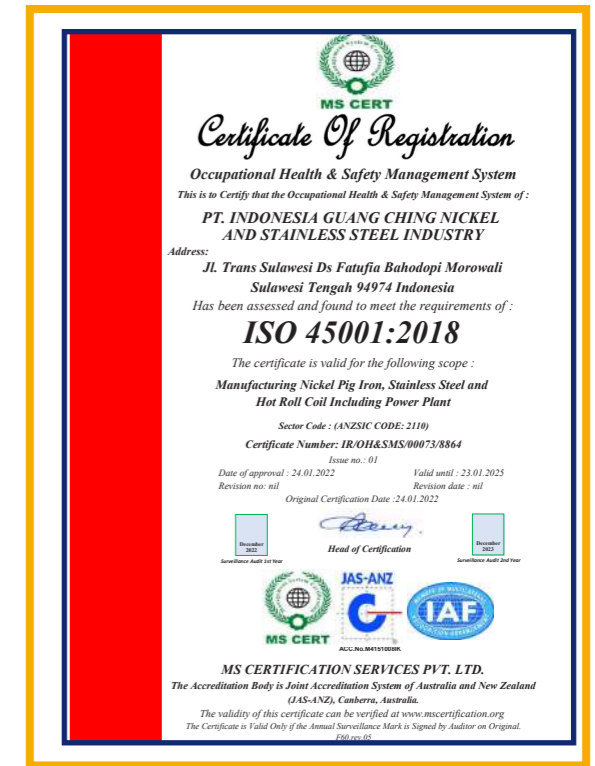 MS CERT
Certificate Of Registration
Occupational Health & Safety Management System
This is to Certify that the Occupational Health & Safety Management System of :
PT. INDONESIA GUANG CHING NICKEL
AND STAINLESS STEEL INDUSTRY
Address:
Jl. Trans Sulawesi Ds Fatufia Bahodopi Morowali
Sulawesi Tengah 94974 Indonesia
Has been assessed and found to meet the requirements of :
ISO 45001:2018
The certificate is valid for the following scope :
Manufacturing Nickel Pig Iron, Stainless Steel and
Hot Roll Coil Including Power Plant
Sector Code : (ANZSIC CODE: 2110)
Certificate Number: IR/OH&SMS/00073/8864
Issue no.: 01
Date of approval : 24.01.2022 Valid until : 23.01.2025
Revision no: nil Revision date : nil
Original Certification Date :24.01.2022
December
2022
Surveillance Audit 1st Year
Head of Certification
December
2023
Surveillance Audit 2nd Year
MS CERT
JAS-ANZ
ACC.No.M4151008IK
IAF
MS CERTIFICATION SERVICES PVT. LTD.
The Accreditation Body is Joint Accreditation System of Australia and New Zealand
(JAS-ANZ), Canberra, Australia.
The validity of this certificate can be verified at www.mscertification.org
The Certificate is Valid Only if the Annual Surveillance Mark is Signed by Auditor on Original.
F60,rev.05